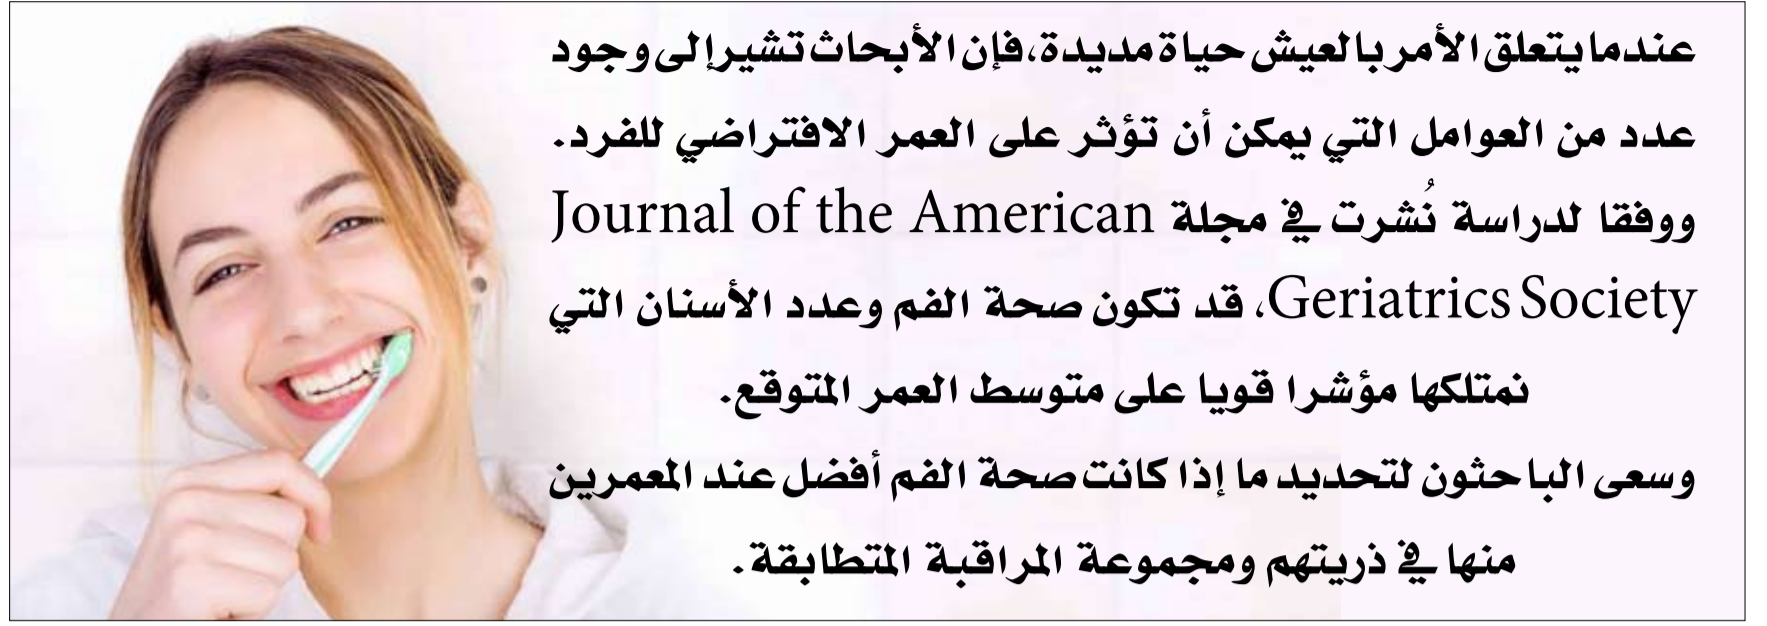 عندما يتعلق الأمر بالعيش حياة مديدة، فإن الأبحاث تشير إلى وجود
عدد من العوامل التي يمكن أن تؤثر على العمر الافتراضي للفرد.
ووفقا لدراسة نُشرت في مجلة Journal of the American
Geriatrics Society، قد تكون صحة الفم وعدد الأسنان التي
نمتلكها مؤشرا قويا على متوسط العمر المتوقع.
وسعى الباحثون لتحديد ما إذا كانت صحة الفم أفضل عند المعمرين
منها في ذريتهم ومجموعة المراقبة المتطابقة.